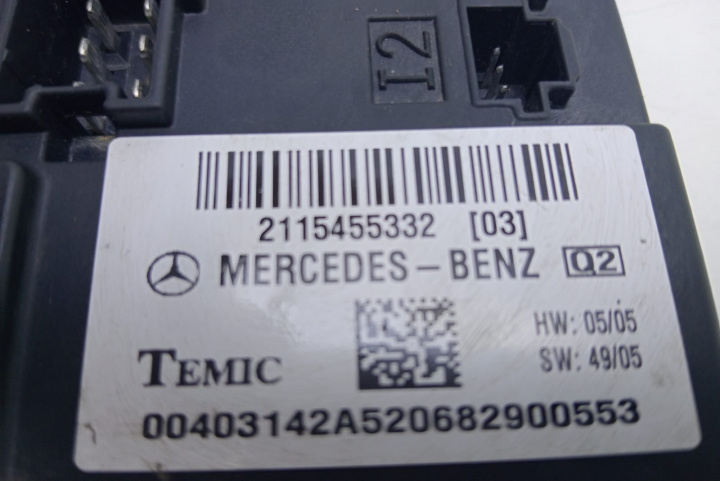 I2
2115455332 [03]
MERCEDES-BENZ Q2
HW: 05/05
TEMIC SW: 49/05
00403142A520682900553